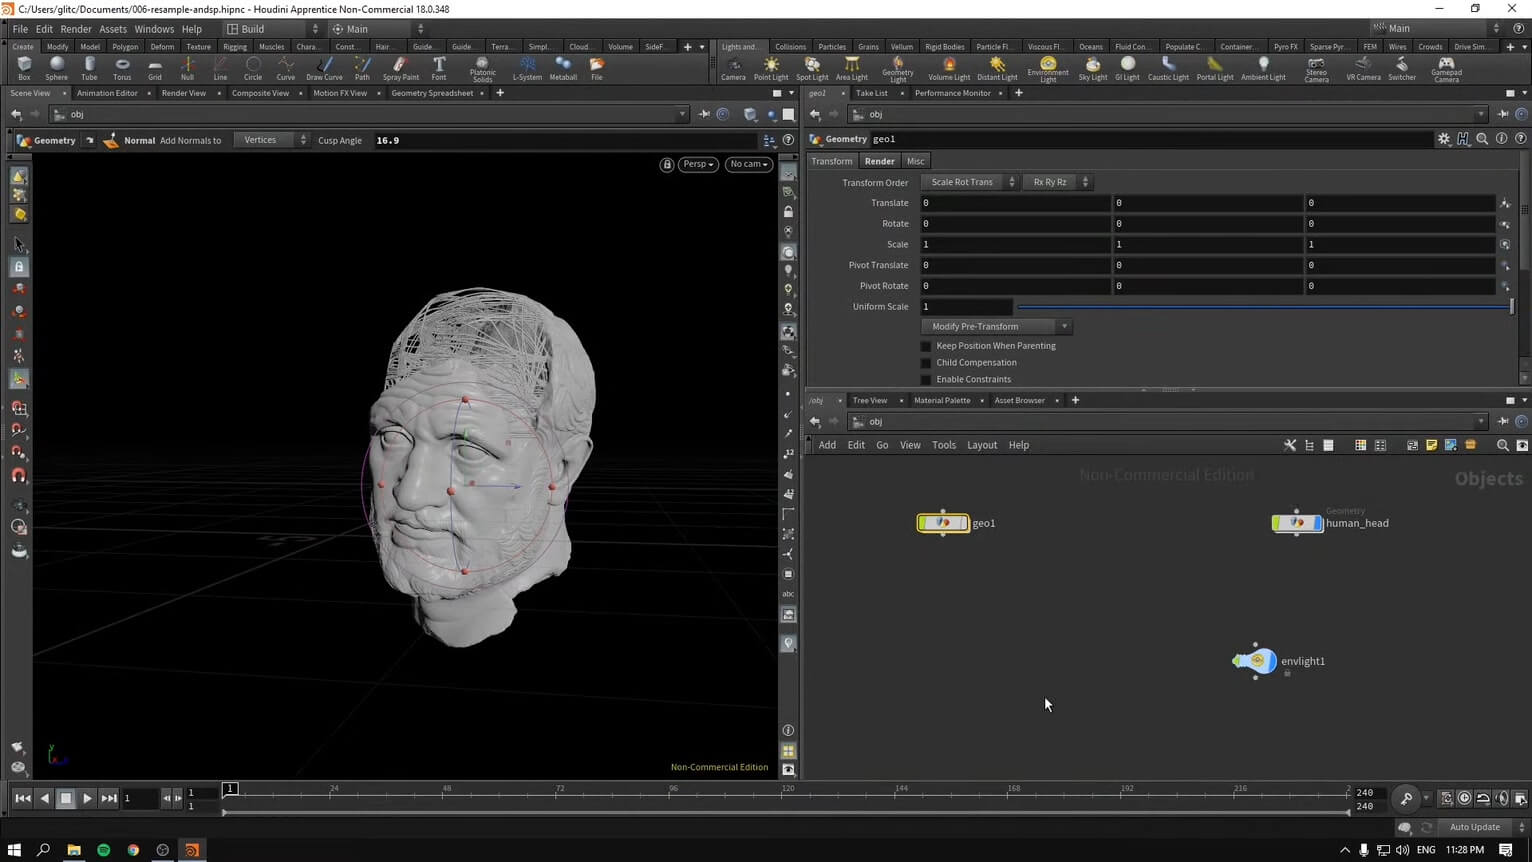 C:/Users/glitc/Documents/006-resample-andsp.hipnc - Houdini Apprentice Non-Commercial 18.0.348
File Edit Render Assets Windows Help Build Main Main
Create Modify Model Polygon Deform Texture Rigging Muscles Chara... Const... Hair... Guide... Guide... Terra... Simpl... Cloud... Volume SideF... Lights and... Collisions Particles Grains Vellum Rigid Bodies Particle Fl... Viscous Fl... Oceans Fluid Con... Populate C... Container... Pyro FX Sparse Pyr... FEM Wires Crowds Drive Sim...
Box Sphere Tube Torus Grid Null Line Circle Curve Draw Curve Path Spray Paint Font Platonic Solids L-System Metaball File Camera Point Light Spot Light Area Light Geometry Light Volume Light Distant Light Environment Light Sky Light GI Light Caustic Light Portal Light Ambient Light Stereo Camera VR Camera Switcher Gamepad Camera
Scene View Animation Editor Render View Composite View Motion FX View Geometry Spreadsheet geo1 Take List Performance Monitor
obj obj
Geometry Normal Add Normals to Vertices Cusp Angle 16.9 Geometry geo1
Persp No cam
Transform Render Misc
Transform Order Scale Rot Trans Rx Ry Rz
Translate 0 0 0
Rotate 0 0 0
Scale 1 1 1
Pivot Translate 0 0 0
Pivot Rotate 0 0 0
Uniform Scale 1
Modify Pre-Transform
Keep Position When Parenting
Child Compensation
Enable Constraints
/obj Tree View Material Palette Asset Browser
obj
Add Edit Go View Tools Layout Help
Non-Commercial Edition
Objects
geo1
Geometry
human_head
envlight1
abc
y
Non-Commercial Edition
1 1 1 1 24 48 72 96 120 144 168 192 216 2 240 240
Auto Update
ENG 11:28 PM